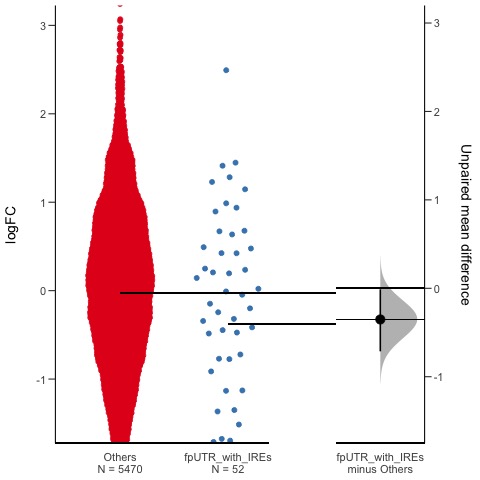 logFC
3
2
1
0
-1
Others
N = 5470
fpUTR_with_IREs
N = 52
3
2
1
0
-1
Unpaired mean difference
fpUTR_with_IREs
minus Others